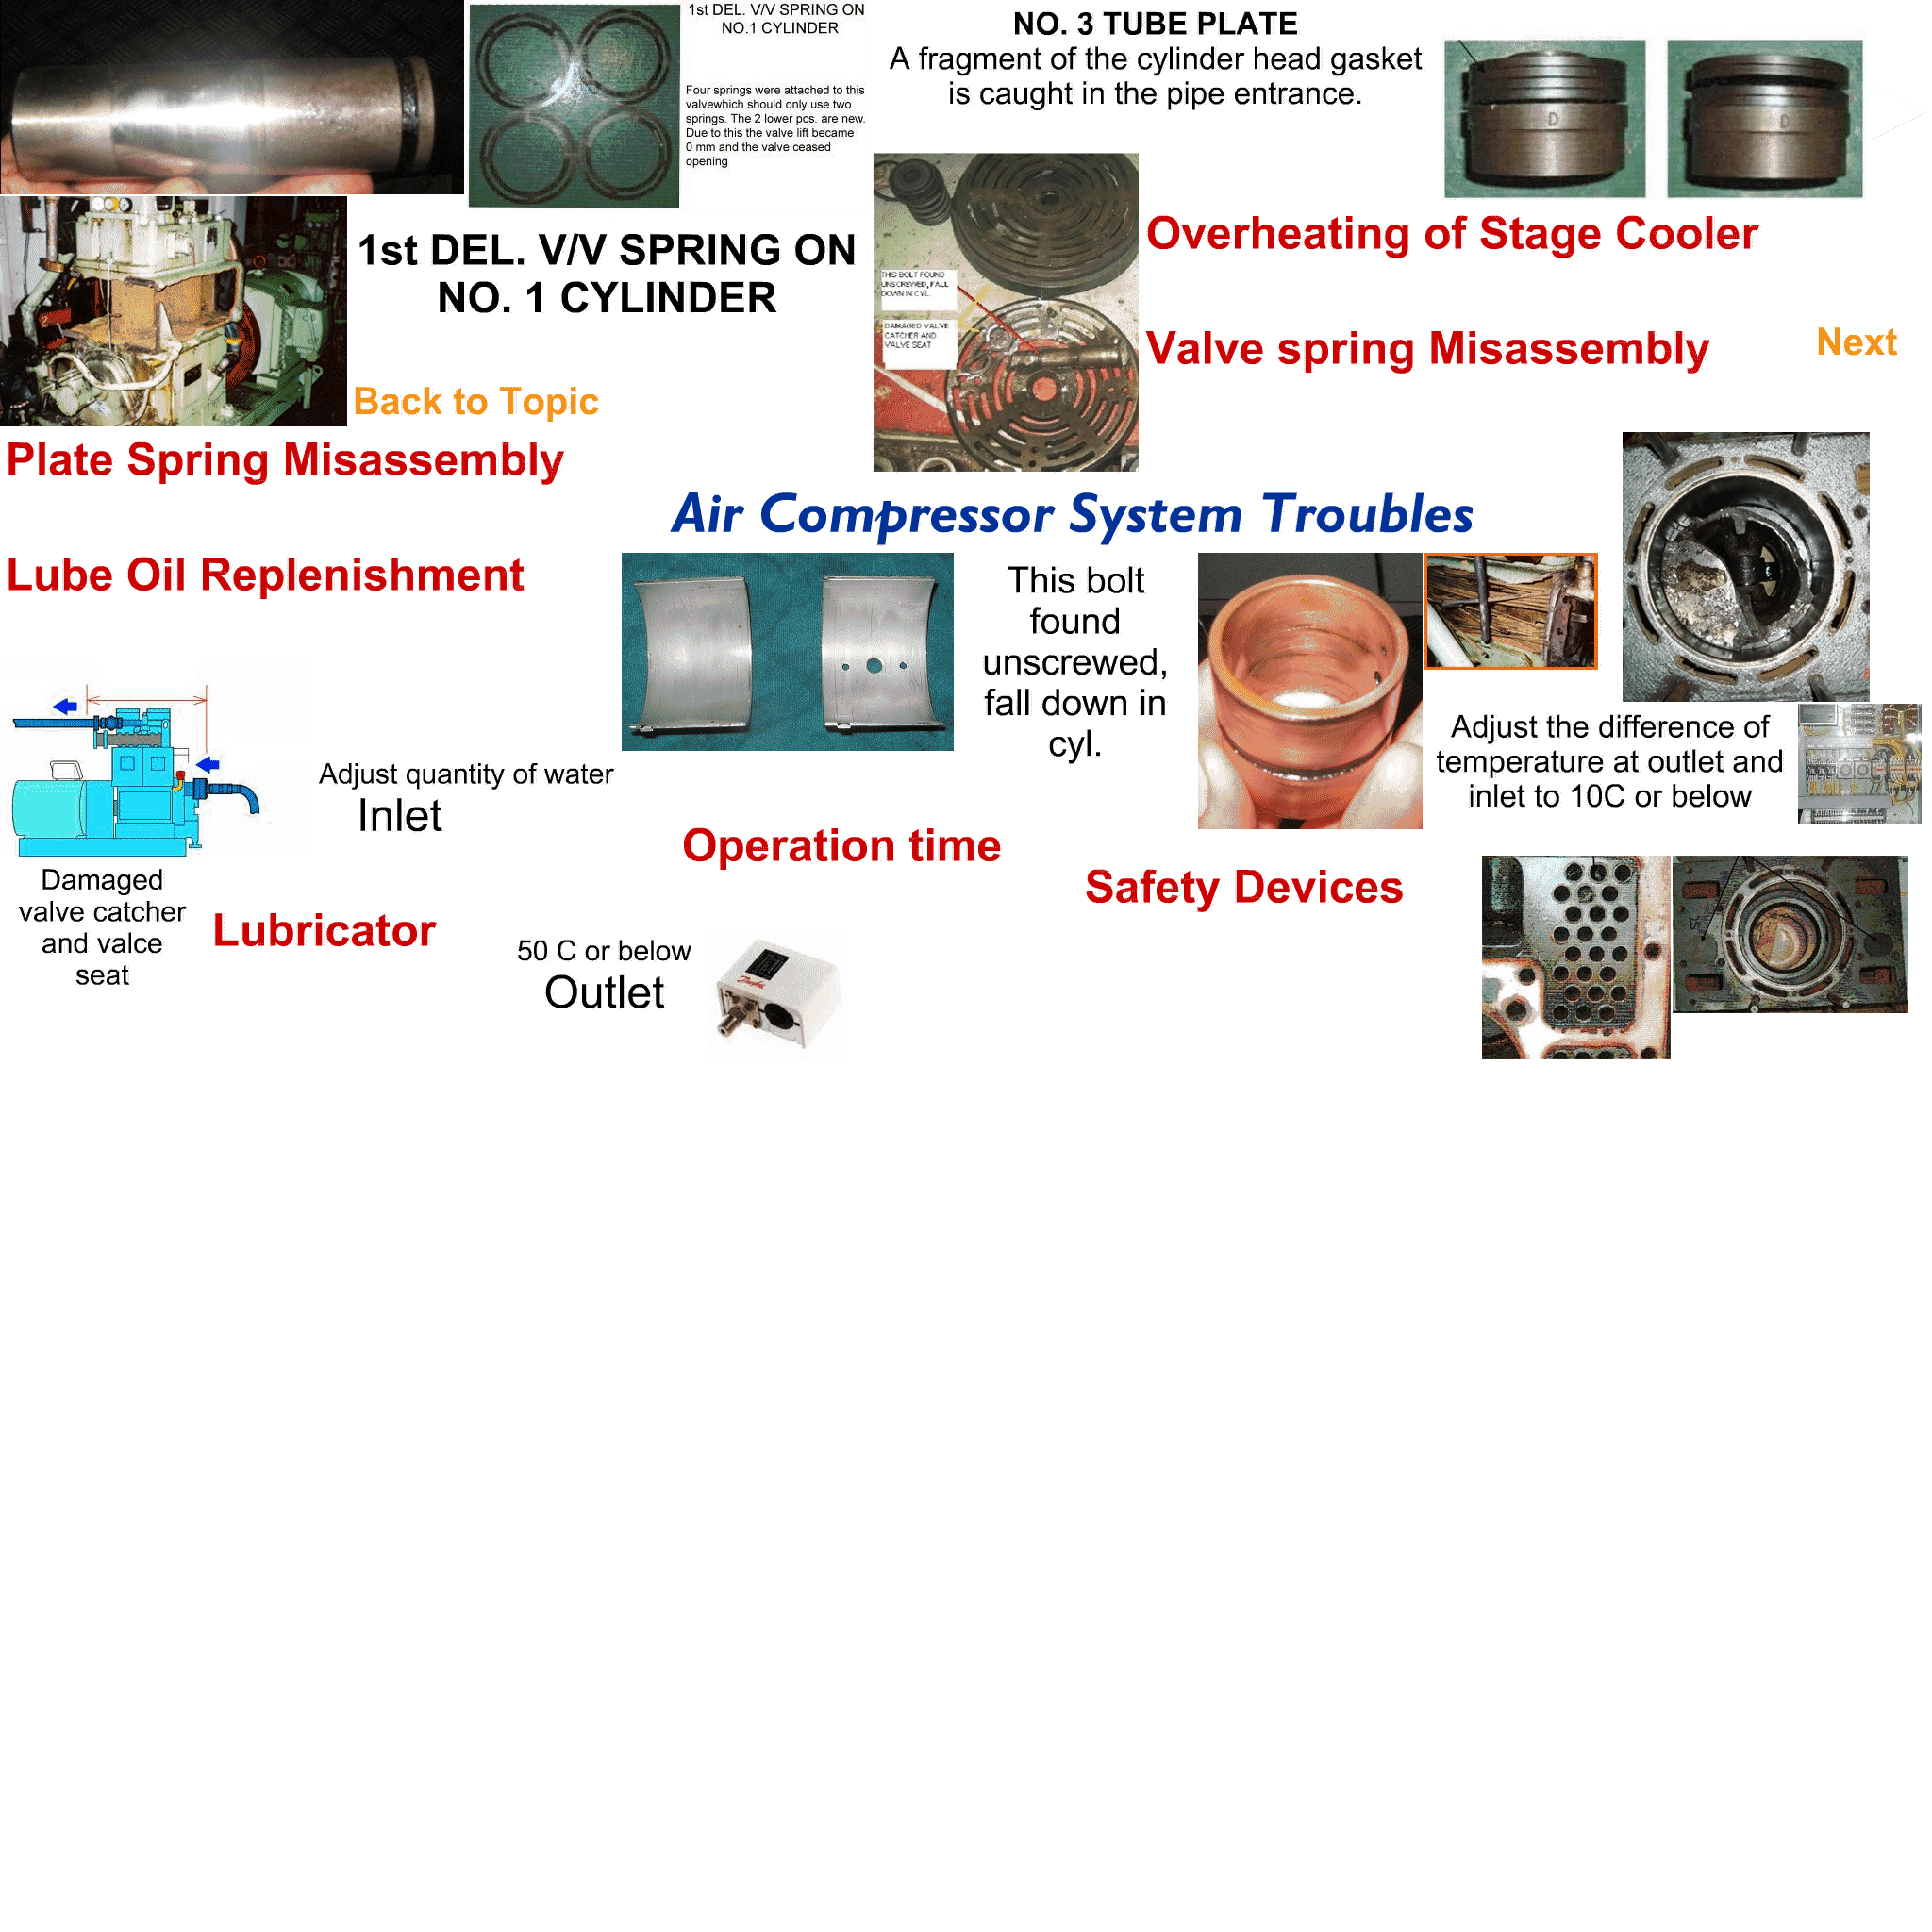 1st DEL. V/V SPRING ON
NO.1 CYLINDER
Four springs were attached to this
valvewhich should only use two
springs. The 2 lower pcs. are new.
Due to this the valve lift became
0 mm and the valve ceased
opening
NO. 3 TUBE PLATE
A fragment of the cylinder head gasket
is caught in the pipe entrance.
D
D
1st DEL. V/V SPRING ON
NO. 1 CYLINDER
Back to Topic
THIS BOLT FOUND
UNSCREWED, FALL
DOWN IN CYL.
DAMAGED VALVE
CATCHER AND
VALVE SEAT
Overheating of Stage Cooler
Valve spring Misassembly
Next
Plate Spring Misassembly
Air Compressor System Troubles
Lube Oil Replenishment
This bolt
found
unscrewed,
fall down in
cyl.
Adjust the difference of
temperature at outlet and
inlet to 10C or below
Adjust quantity of water
Inlet
Operation time
Safety Devices
Damaged
valve catcher
and valce
seat
Lubricator
50 C or below
Outlet
Danfoss